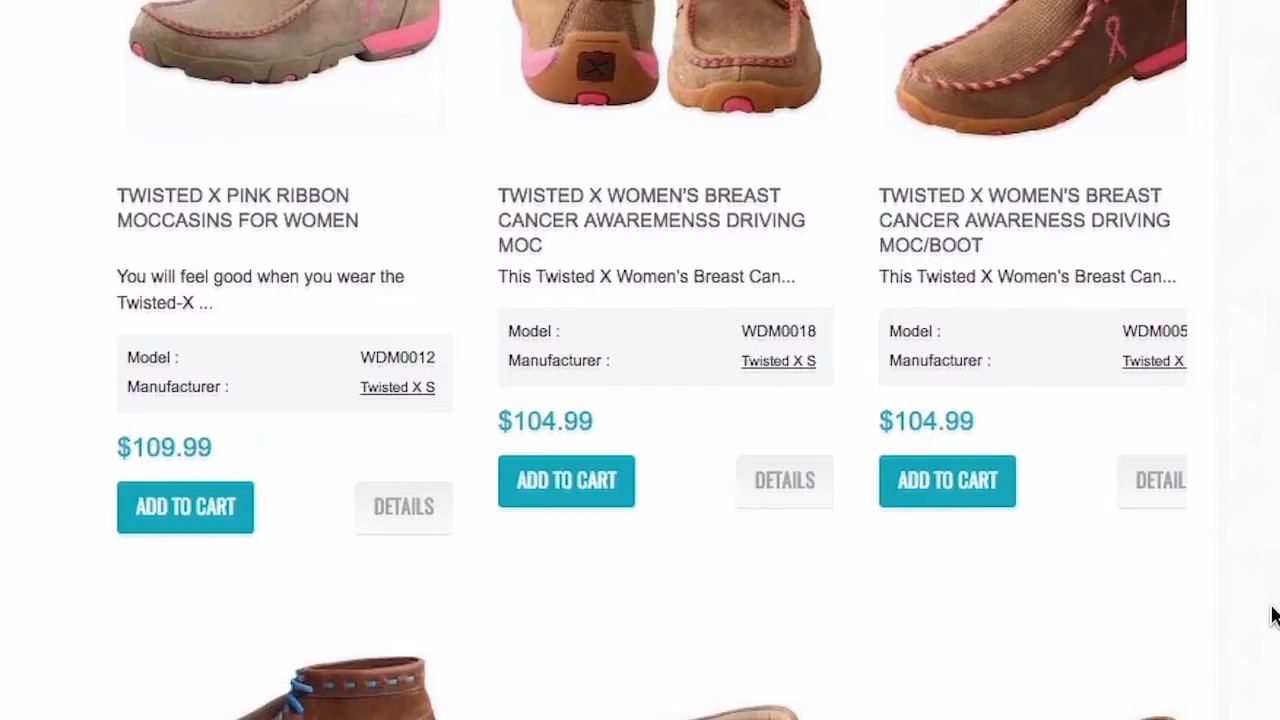 TWISTED X PINK RIBBON
MOCCASINS FOR WOMEN
You will feel good when you wear the
Twisted-X ...
Model :
WDM0012
Manufacturer :
Twisted X S
$109.99
ADD TO CART
DETAILS
TWISTED X WOMEN'S BREAST
CANCER AWAREMENSS DRIVING
MOC
This Twisted X Women's Breast Can...
Model :
WDM0018
Manufacturer :
Twisted X S
$104.99
ADD TO CART
DETAILS
TWISTED X WOMEN'S BREAST
CANCER AWARENESS DRIVING
MOC/BOOT
This Twisted X Women's Breast Can...
Model :
WDM005
Manufacturer :
Twisted X
$104.99
ADD TO CART
DETAIL